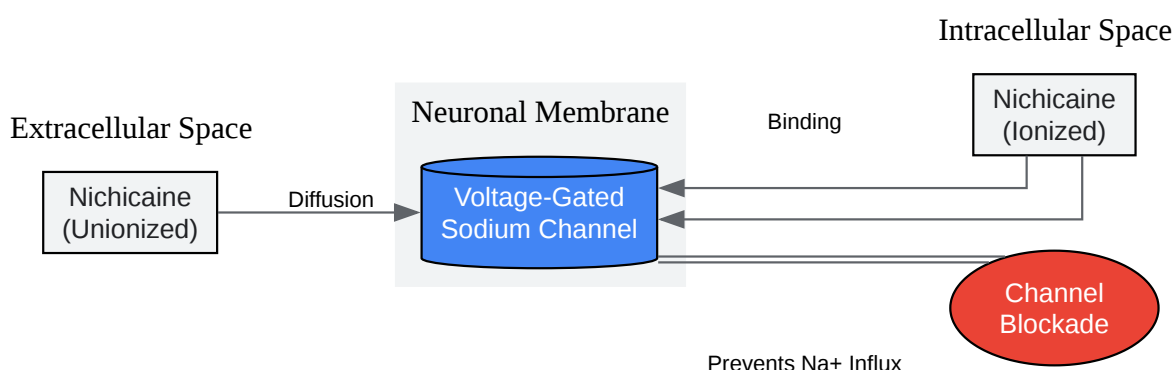 Intracellular Space
Extracellular Space
Neuronal Membrane
Binding
Nichicaine
(Ionized)
Nichicaine
(Unionized)
Diffusion
Voltage-Gated
Sodium Channel
Channel
Blockade
Prevents Na+ Influx